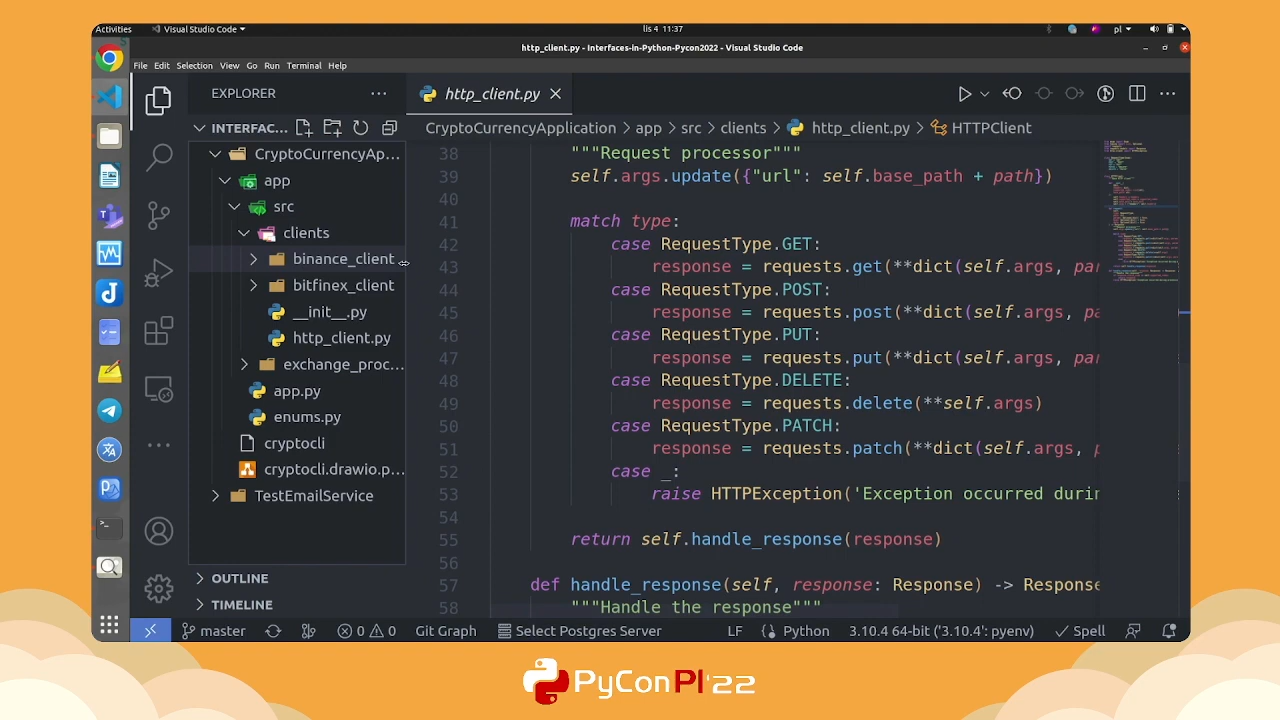 Activities
Visual Studio Code
lis 4 11:37
pl
http_client.py - Interfaces-in-Python-Pycon2022 - Visual Studio Code
File Edit Selection View Go Run Terminal Help
EXPLORER
http_client.py
INTERFAC...
CryptoCurrencyApplication > app > src > clients > http_client.py > HTTPClient
CryptoCurrencyAp...
app
src
clients
binance_client
bitfinex_client
__init__.py
http_client.py
exchange_proc...
app.py
enums.py
cryptocli
cryptocli.drawio.p...
TestEmailService
OUTLINE
TIMELINE
38 """Request processor"""
39 self.args.update({"url": self.base_path + path})
40
41 match type:
42 case RequestType.GET:
43 response = requests.get(**dict(self.args, par
44 case RequestType.POST:
45 response = requests.post(**dict(self.args, p
46 case RequestType.PUT:
47 response = requests.put(**dict(self.args, par
48 case RequestType.DELETE:
49 response = requests.delete(**self.args)
50 case RequestType.PATCH:
51 response = requests.patch(**dict(self.args, p
52 case _:
53 raise HTTPException('Exception occurred durin
54
55 return self.handle_response(response)
56
57 def handle_response(self, response: Response) -> Response
58 """Handle the response"""
master
0 0
Git Graph
Select Postgres Server
LF
Python
3.10.4 64-bit ('3.10.4': pyenv)
Spell
PyConPl'22